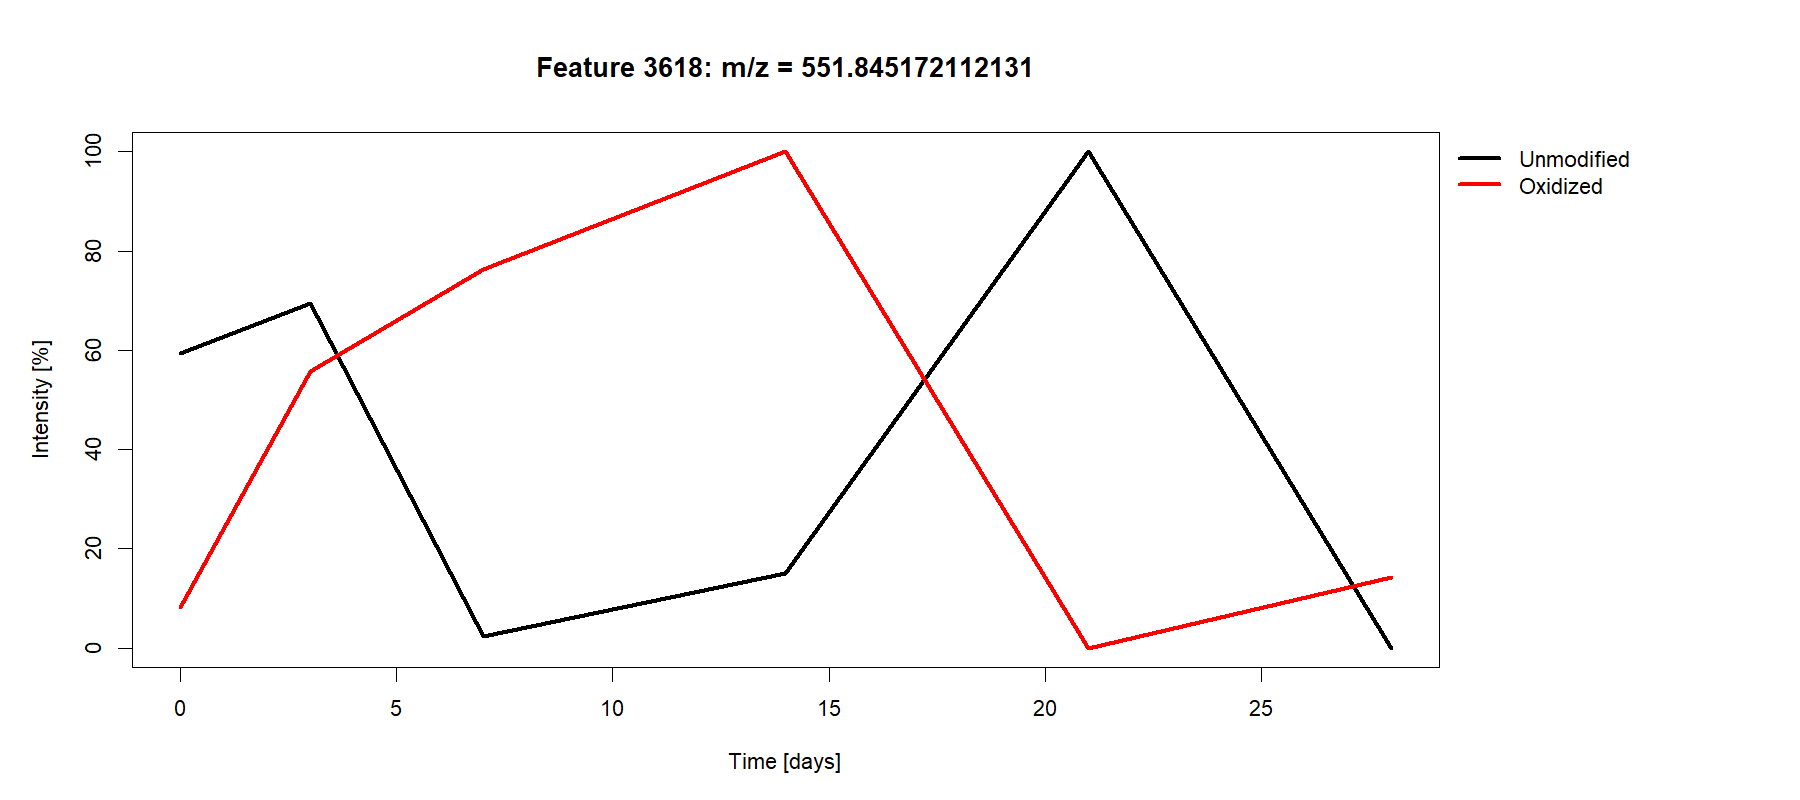 Feature 3618: m/z = 551.845172112131
Unmodified
Oxidized
Intensity [%]
100
80
60
40
20
0
0 5 10 15 20 25
Time [days]